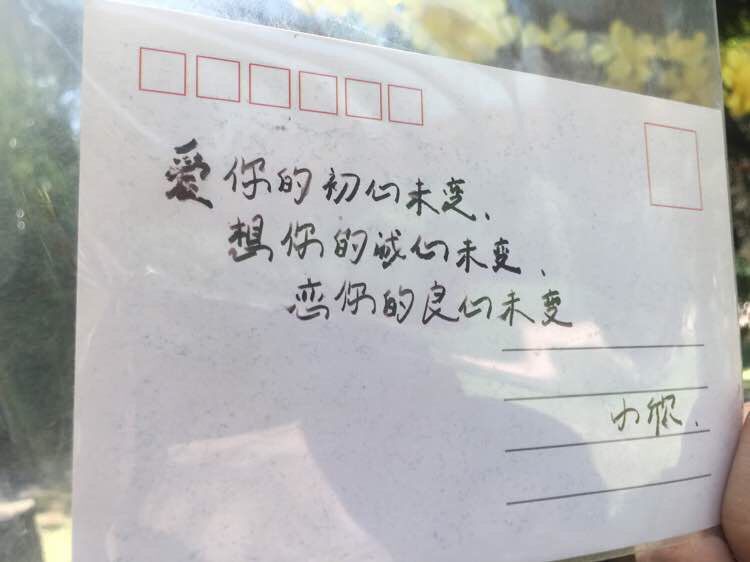 爱你的初心未变、
想你的诚心未变、
恋你的良心未变
小欣.